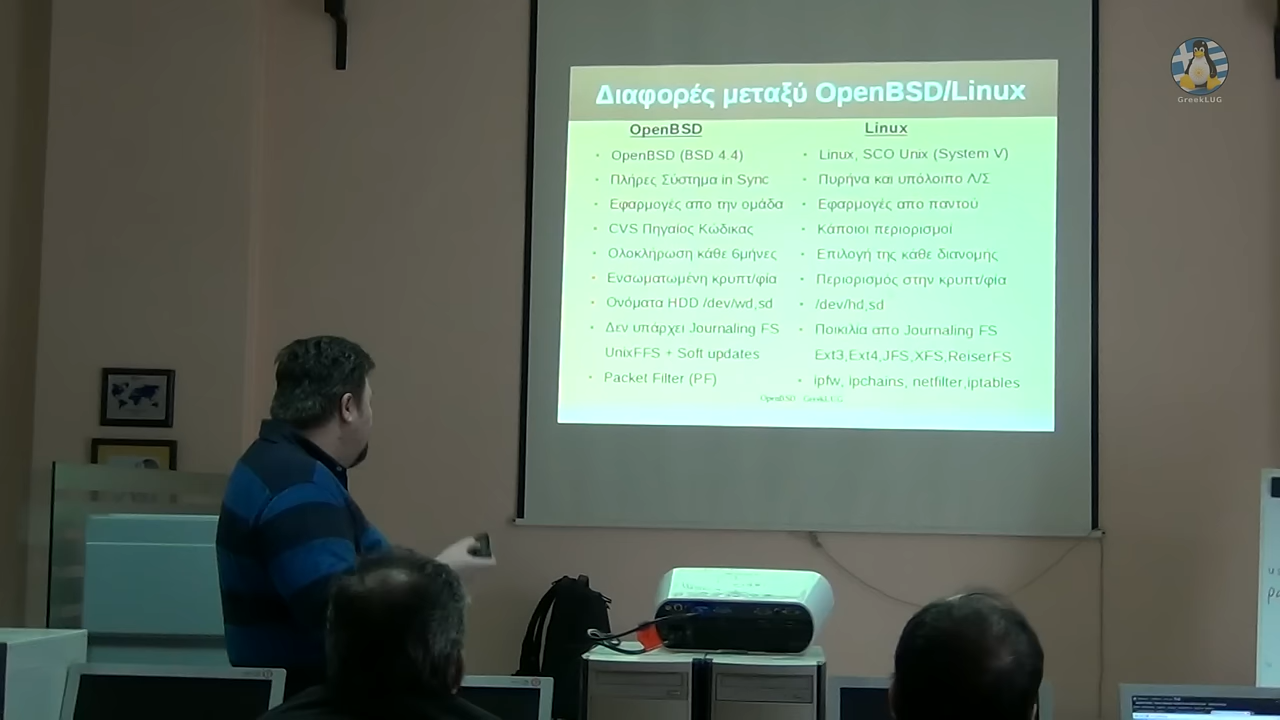 GreekLUG
Διαφορές μεταξύ OpenBSD/Linux
OpenBSD
OpenBSD (BSD 4.4)
Πλήρες Σύστημα in Sync
Εφαρμογες απο την ομάδα
CVS Πηγαίος Κώδικας
Ολοκλήρωση κάθε 6μήνες
Ενσωματωμένη κρυπτ/φία
Ονόματα HDD /dev/wd,sd
Δεν υπάρχει Journaling FS
UnixFFS + Soft updates
Packet Filter (PF)
Linux
Linux, SCO Unix (System V)
Πυρήνα και υπόλοιπο Λ/Σ
Εφαρμογές απο παντού
Κάποιοι περιορισμοί
Επιλογή της κάθε διανομής
Περιορισμός στην κρυπτ/φία
/dev/hd,sd
Ποικιλία απο Journaling FS
Ext3,Ext4,JFS,XFS,ReiserFS
ipfw, ipchains, netfilter,iptables
OpenBSD - GreekLUG